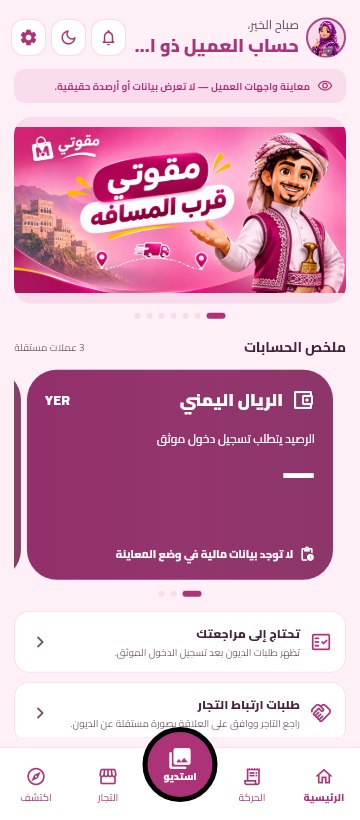 صباح الخير،
حساب العميل ذو ا...
معاينة واجهات العميل — لا تعرض بيانات أو أرصدة حقيقية.
مقوتي
مقوتي
قرب المسافه
ملخص الحسابات
3 عملات مستقلة
الريال اليمني
YER
الرصيد يتطلب تسجيل دخول موثق
—
لا توجد بيانات مالية في وضع المعاينة
تحتاج إلى مراجعتك
تظهر طلبات الديون بعد تسجيل الدخول الموثق.
طلبات ارتباط التجار
راجع التاجر ووافق على العلاقة بصورة مستقلة عن الديون.
الرئيسية
الحركة
استديو
التجار
اكتشف